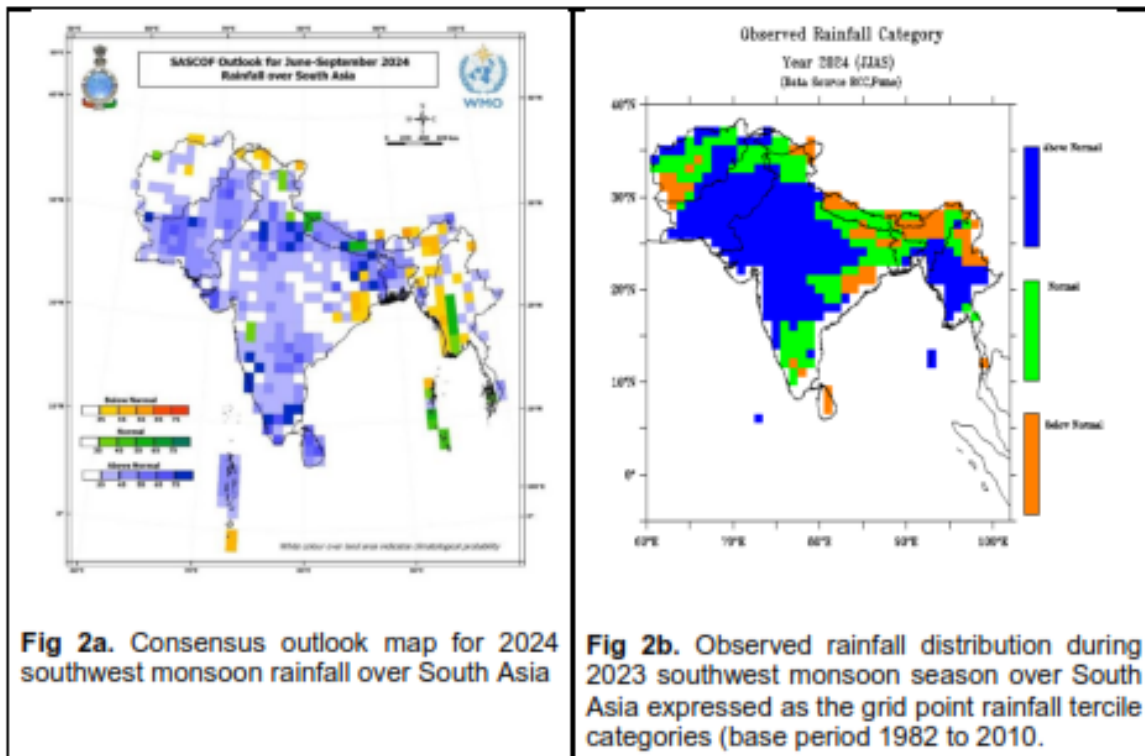 SASCOF Outlook for June-September 2024
Rainfall over South Asia
WMO
Below Normal
Normal
Above Normal
White colour over land area indicate climatological probability
Fig 2a. Consensus outlook map for 2024
southwest monsoon rainfall over South Asia
Observed Rainfall Category
Year 2024 (JJAS)
(Data Source RCC,Pune)
40°N
30°N
20°N
10°N
0°
60°E
70°E
80°E
90°E
100°E
Above Normal
Normal
Below Normal
Fig 2b. Observed rainfall distribution during
2023 southwest monsoon season over South
Asia expressed as the grid point rainfall tercile
categories (base period 1982 to 2010.